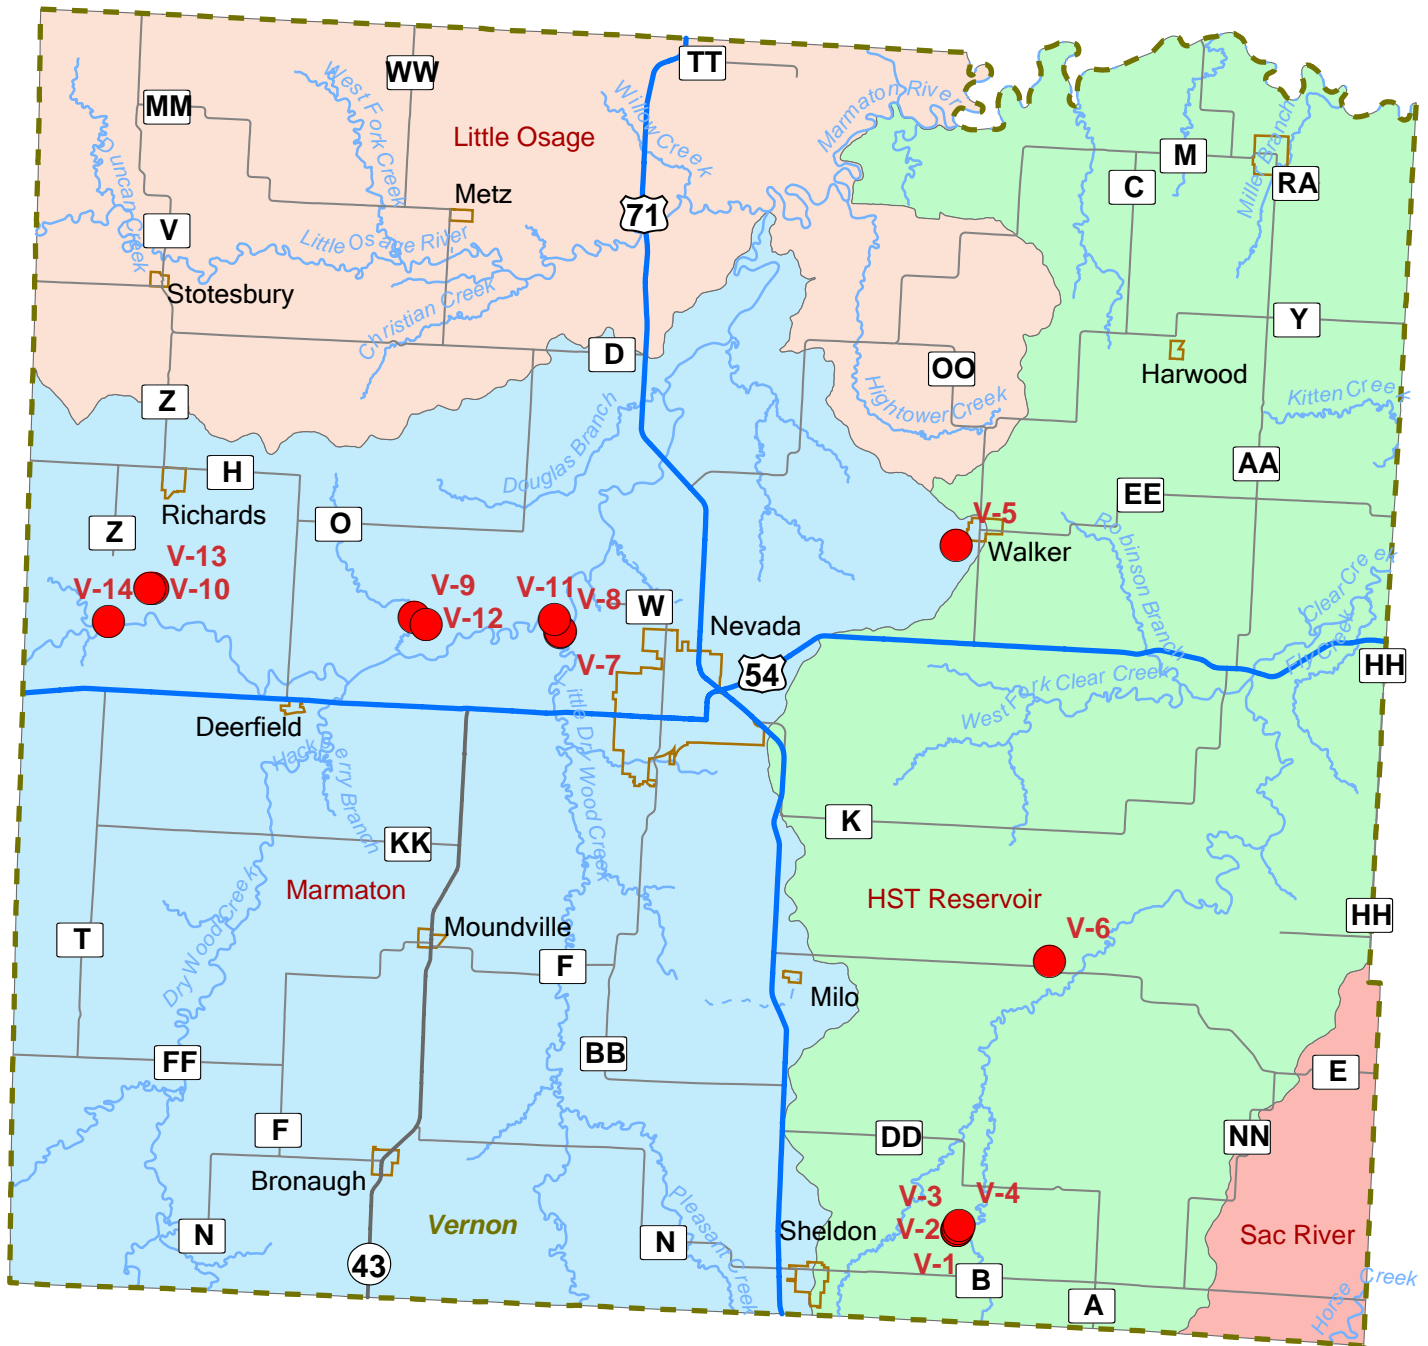 TT
WW
MM
West Fork Creek
Willow Creek
Marmaton River
Little Osage
M
Duncan Creek
C
RA
Miller Branch
Metz
71
V
Little Osage River
Stotesbury
Christian Creek
Y
D
OO
Harwood
Z
Hightower Creek
Kitten Creek
Douglas Branch
H
AA
EE
Richards
V-5
O
Z
Robinson Branch
Walker
V-13
Clear Creek
V-14
V-10
V-9
V-11
V-8
W
V-12
Nevada
Fly Creek
V-7
54
HH
West Fork Clear Creek
Deerfield
Hackberry Branch
ittle Dry Wood Creek
K
KK
Marmaton
HST Reservoir
Dry Wood Creek
HH
Moundville
V-6
T
F
Milo
BB
FF
E
F
DD
NN
Bronaugh
Pleasant Creek
V-3
V-4
Vernon
Sheldon
V-2
N
N
Sac River
V-1
43
B
Horse Creek
A